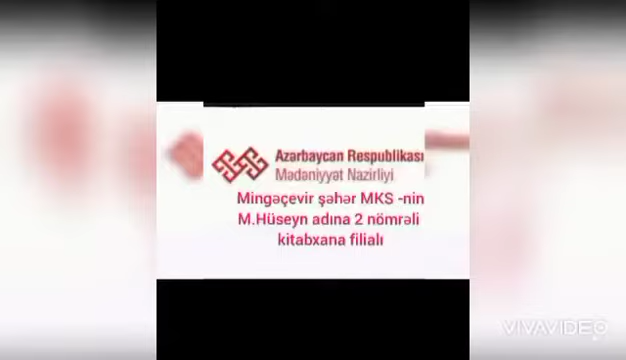 Azərbaycan Respublikası
Mədəniyyət Nazirliyi
Mingəçevir şəhər MKS -nin
M.Hüseyn adına 2 nömrəli
kitabxana filialı
VIVAVIDEO